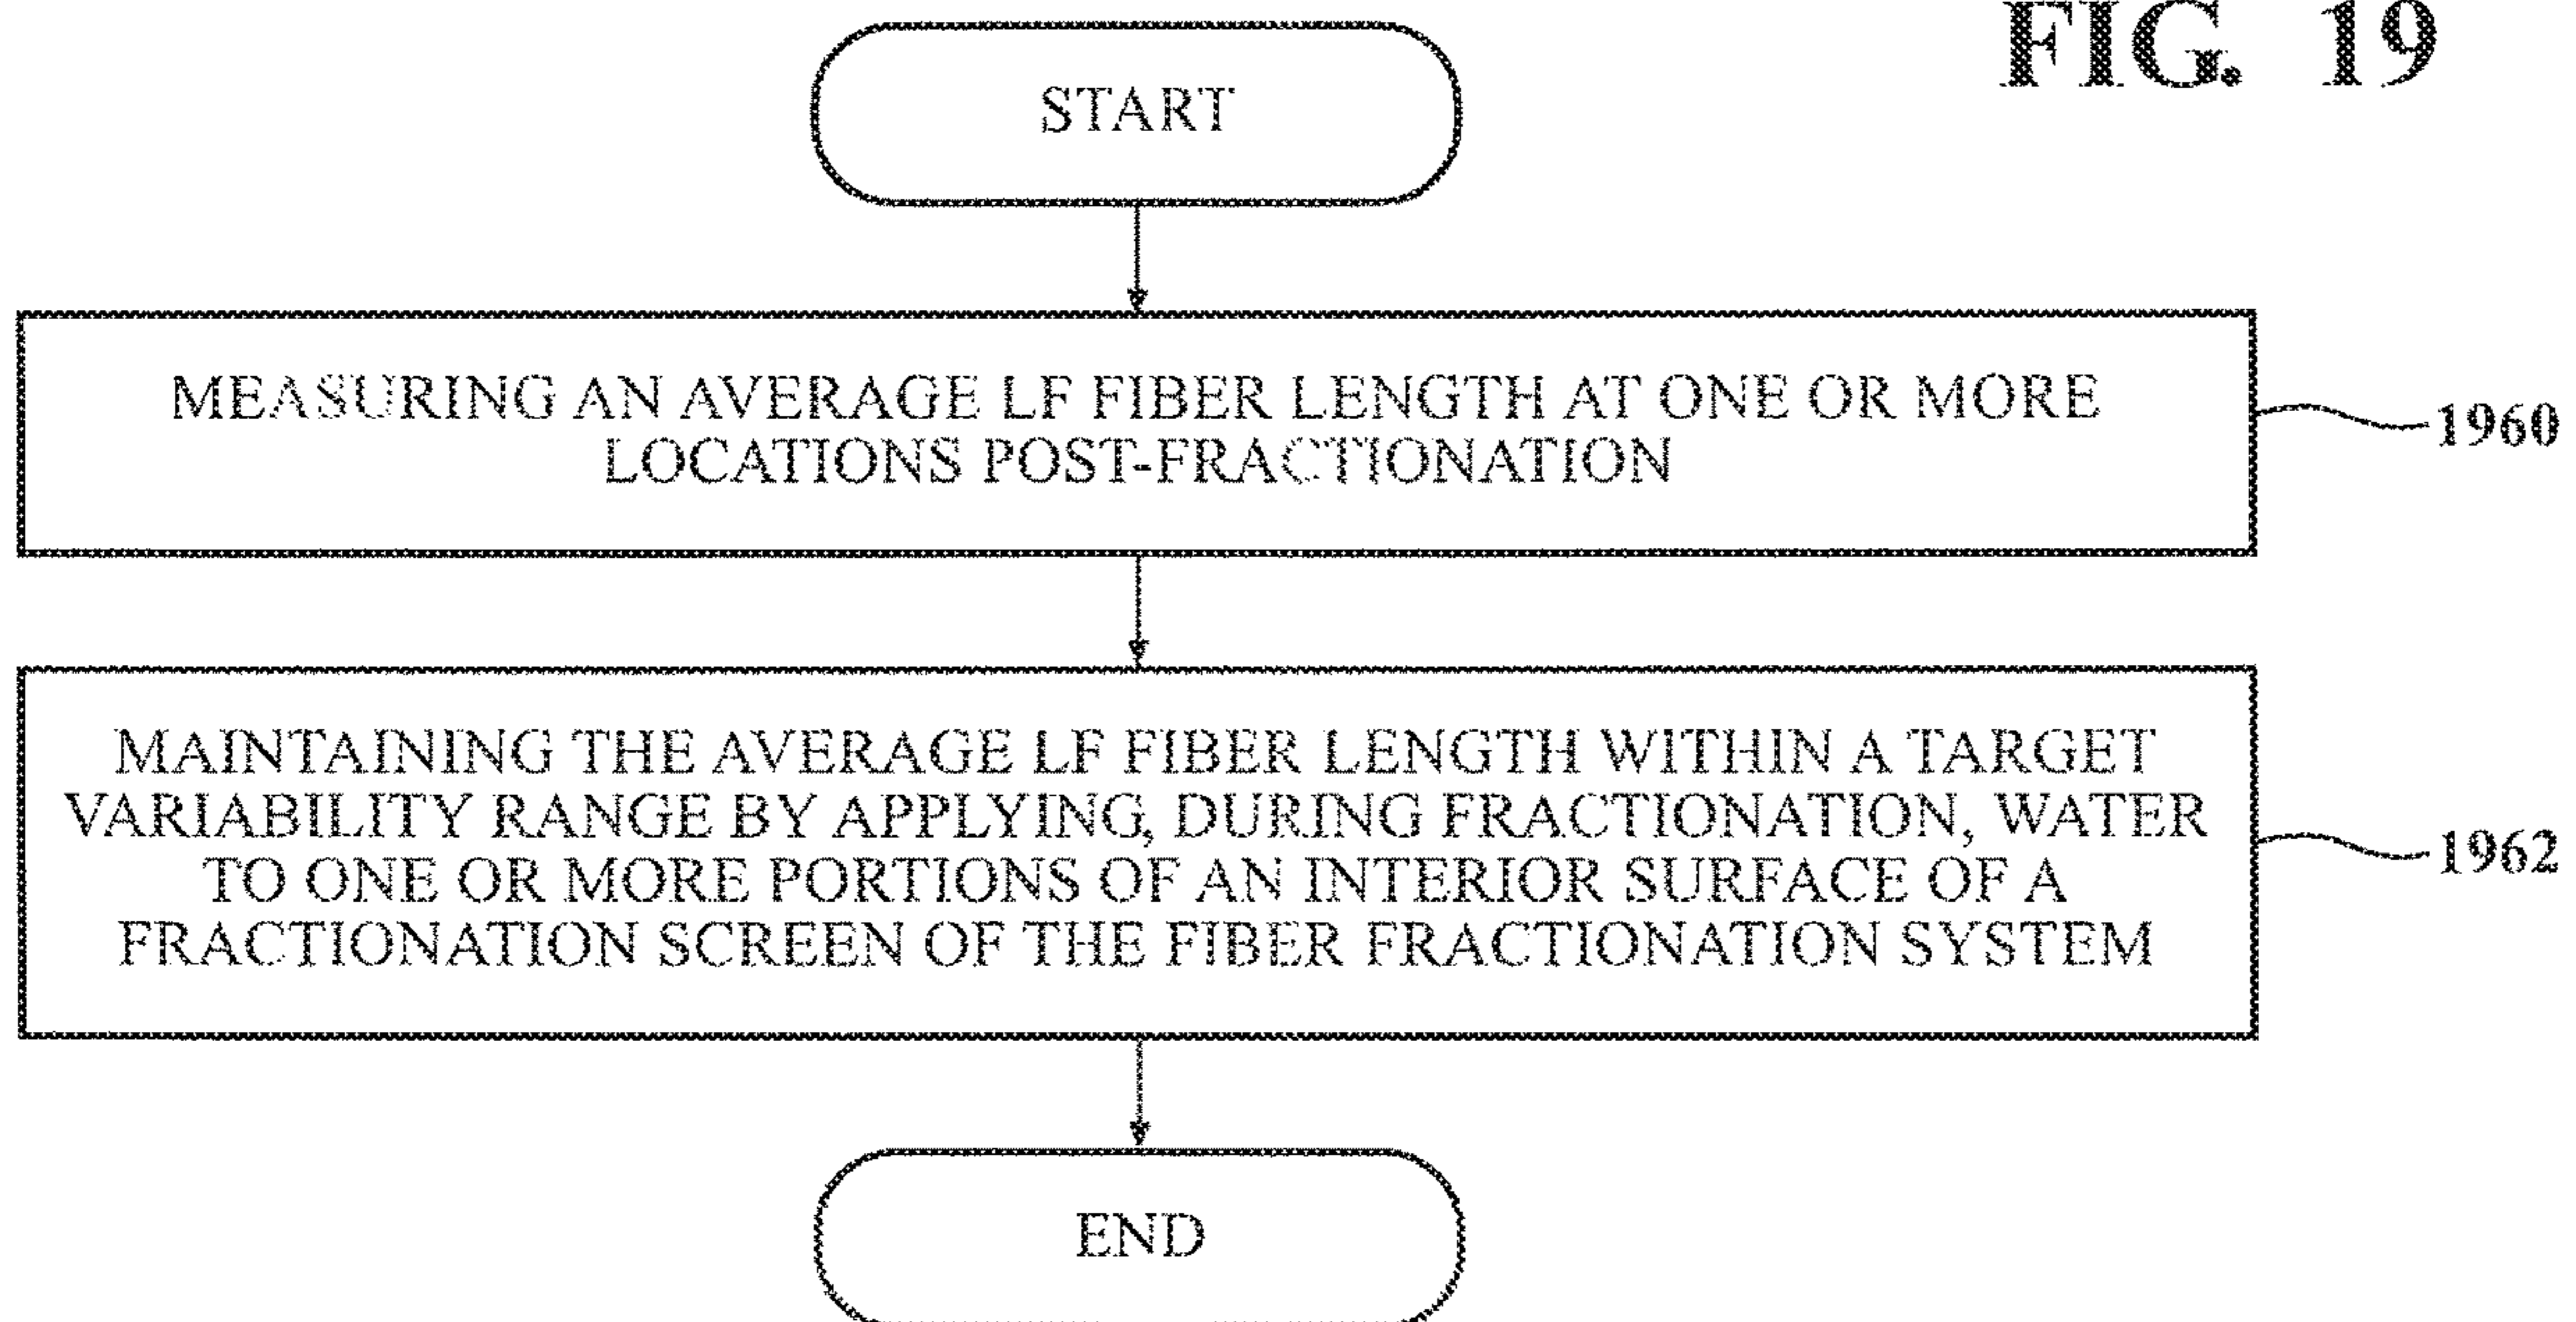 FIG. 19
START
MEASURING AN AVERAGE LF FIBER LENGTH AT ONE OR MORE
LOCATIONS POST-FRACTIONATION
1960
MAINTAINING THE AVERAGE LF FIBER LENGTH WITHIN A TARGET
VARIABILITY RANGE BY APPLYING, DURING FRACTIONATION, WATER
TO ONE OR MORE PORTIONS OF AN INTERIOR SURFACE OF A
FRACTIONATION SCREEN OF THE FIBER FRACTIONATION SYSTEM
1962
END